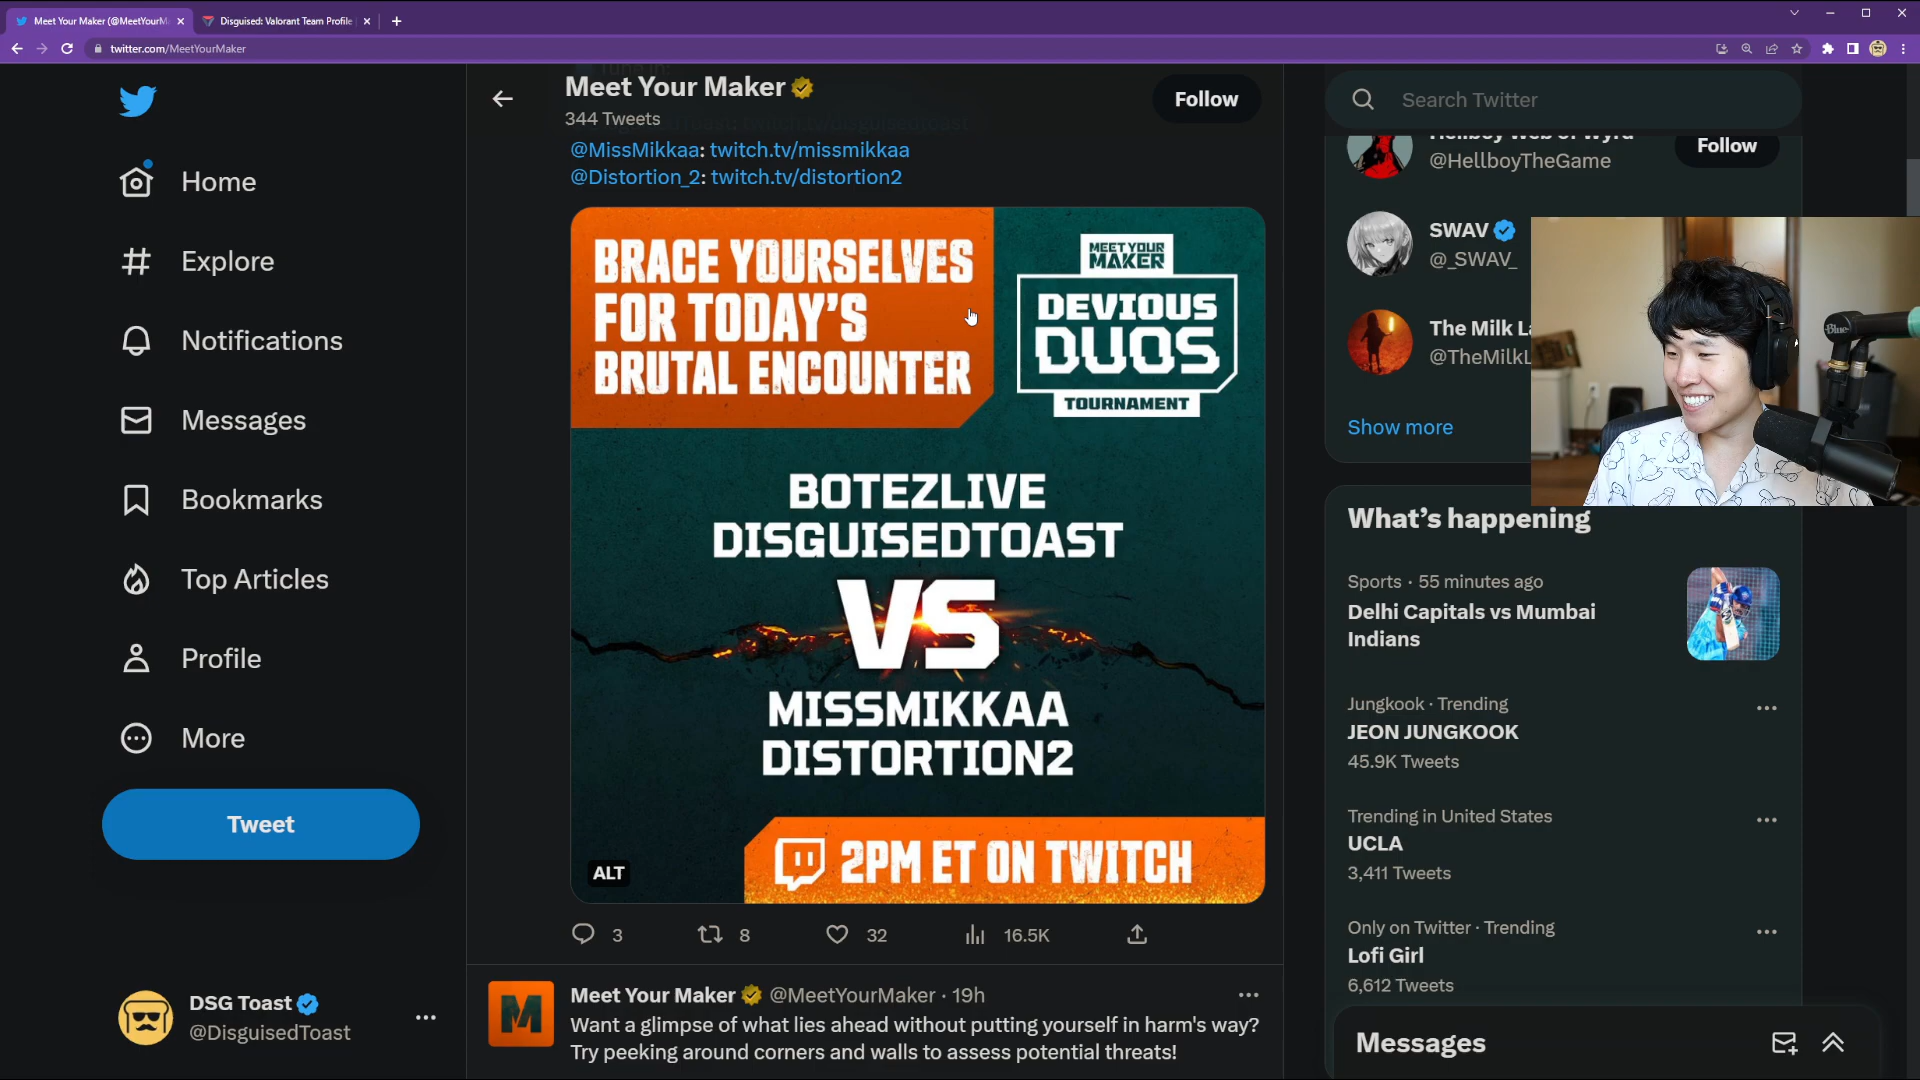 Meet Your Maker (@MeetYourM
Disguised: Valorant Team Profile
twitter.com/MeetYourMaker
Home
Explore
Notifications
Messages
Bookmarks
Top Articles
Profile
More
Tweet
DSG Toast
@DisguisedToast
Meet Your Maker
344 Tweets
Follow
@MissMikkaa: twitch.tv/missmikkaa
@Distortion_2: twitch.tv/distortion2
BRACE YOURSELVES
FOR TODAY'S
BRUTAL ENCOUNTER
MEET YOUR
MAKER
DEVIOUS
DUOS
TOURNAMENT
BOTEZLIVE
DISGUISEDTOAST
VS
MISSMIKKAA
DISTORTION2
2PM ET ON TWITCH
ALT
3
8
32
16.5K
Meet Your Maker @MeetYourMaker · 19h
Want a glimpse of what lies ahead without putting yourself in harm's way?
Try peeking around corners and walls to assess potential threats!
Search Twitter
Hellboy Web of Wyrd
@HellboyTheGame
Follow
SWAV
@_SWAV_
The Milk L
@TheMilkL
Show more
Blue
What's happening
Sports · 55 minutes ago
Delhi Capitals vs Mumbai
Indians
Jungkook · Trending
JEON JUNGKOOK
45.9K Tweets
Trending in United States
UCLA
3,411 Tweets
Only on Twitter · Trending
Lofi Girl
6,612 Tweets
Messages